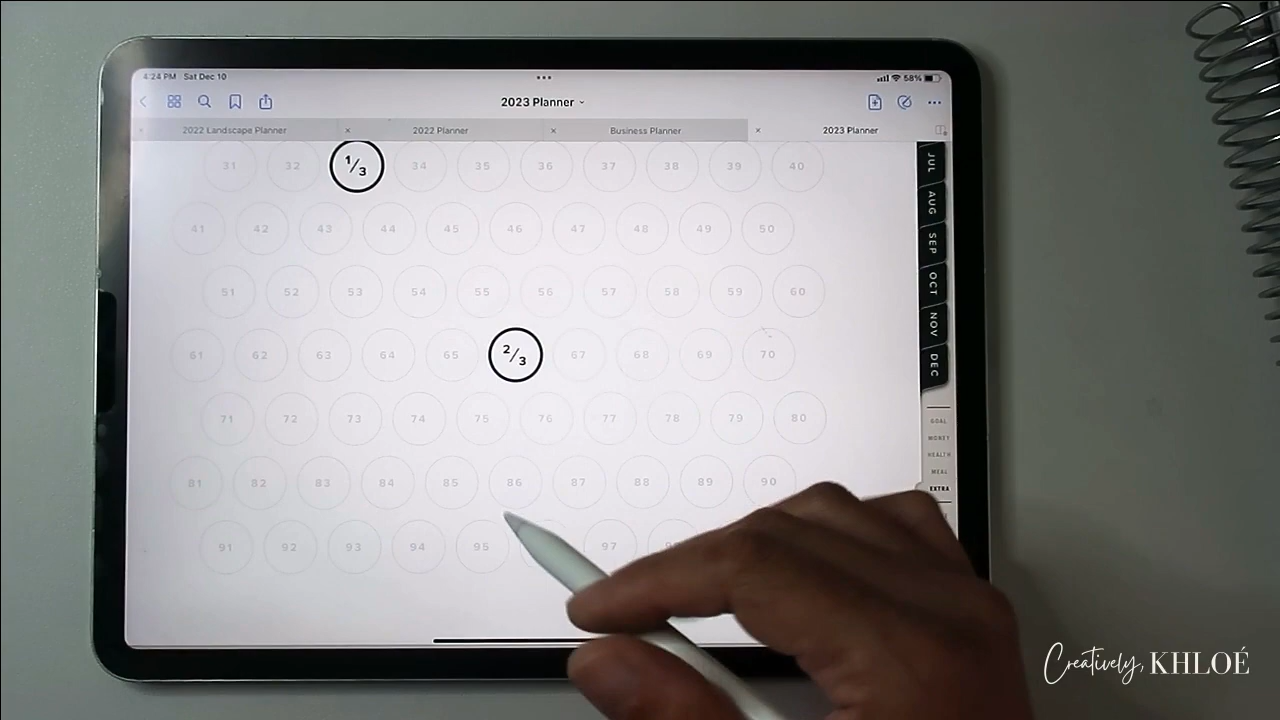 4:24 PM Sat Dec 10 58%
2023 Planner
2022 Landscape Planner 2022 Planner Business Planner 2023 Planner
31 32 1/3 34 35 36 37 38 39 40
41 42 43 44 45 46 47 48 49 50
51 52 53 54 55 56 57 58 59 60
61 62 63 64 65 2/3 67 68 69 70
71 72 73 74 75 76 77 78 79 80
81 82 83 84 85 86 87 88 89 90
91 92 93 94 95 97
JUL
AUG
SEP
OCT
NOV
DEC
GOAL
MONEY
HEALTH
MEAL
EXTRA
Creatively, KHLOÉ